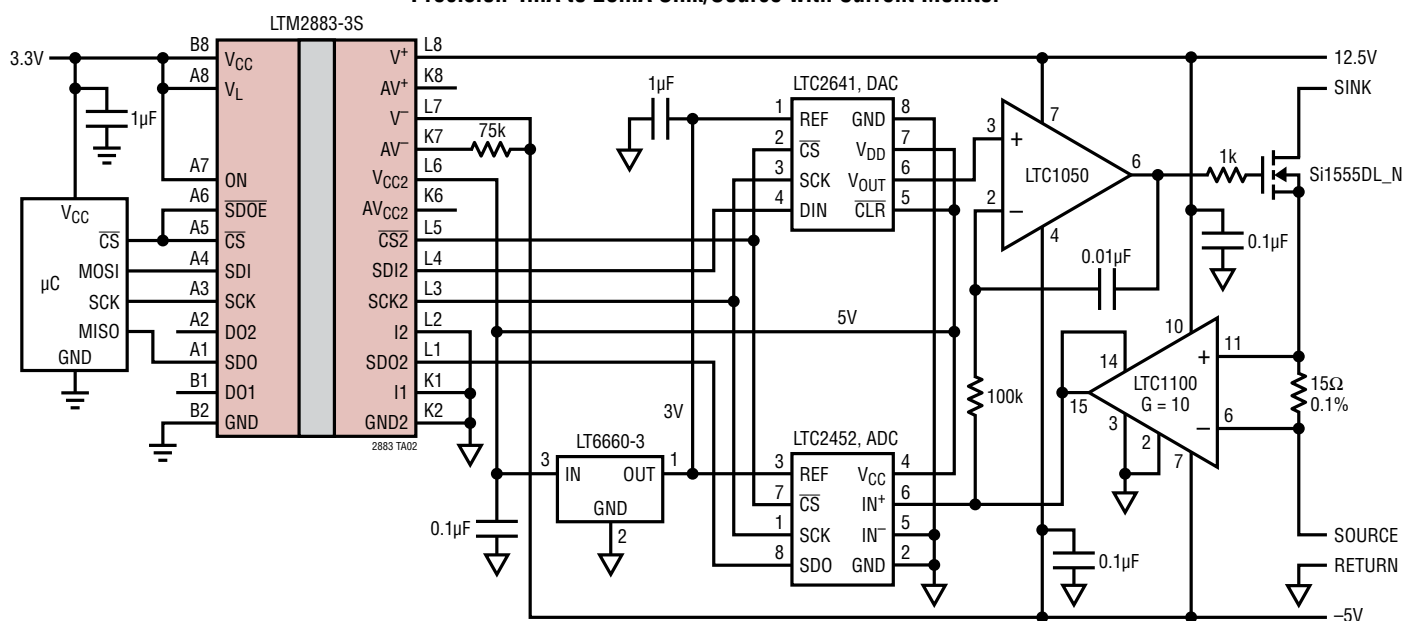 Precision 4mA to 20mA Sink/Source with Current Monitor
LTM2883-3S
3.3V
1µF
B8
A8
A7
A6
A5
A4
A3
A2
A1
B1
B2
VCC
VL
ON
SDOE
CS
SDI
SCK
DO2
SDO
DO1
GND
V+
AV+
V–
AV–
VCC2
AVCC2
CS2
SDI2
SCK2
I2
SDO2
I1
GND2
L8
K8
L7
K7
L6
K6
L5
L4
L3
L2
L1
K1
K2
2883 TA02
VCC
CS
MOSI
µC
SCK
MISO
GND
75k
1µF
LTC2641, DAC
1 REF GND 8
2 CS VDD 7
3 SCK VOUT 6
4 DIN CLR 5
3
+
2
–
7
LTC1050
6
4
1k
Si1555DL_N
12.5V
SINK
0.1µF
0.01µF
5V
100k
10
14
+ 11
LTC1100
G = 10
15
3
2
– 6
7
15Ω
0.1%
3V
LT6660-3
3 IN OUT 1
GND
2
0.1µF
LTC2452, ADC
3 REF VCC 4
7 CS IN+ 6
1 SCK IN– 5
8 SDO GND 2
0.1µF
SOURCE
RETURN
–5V